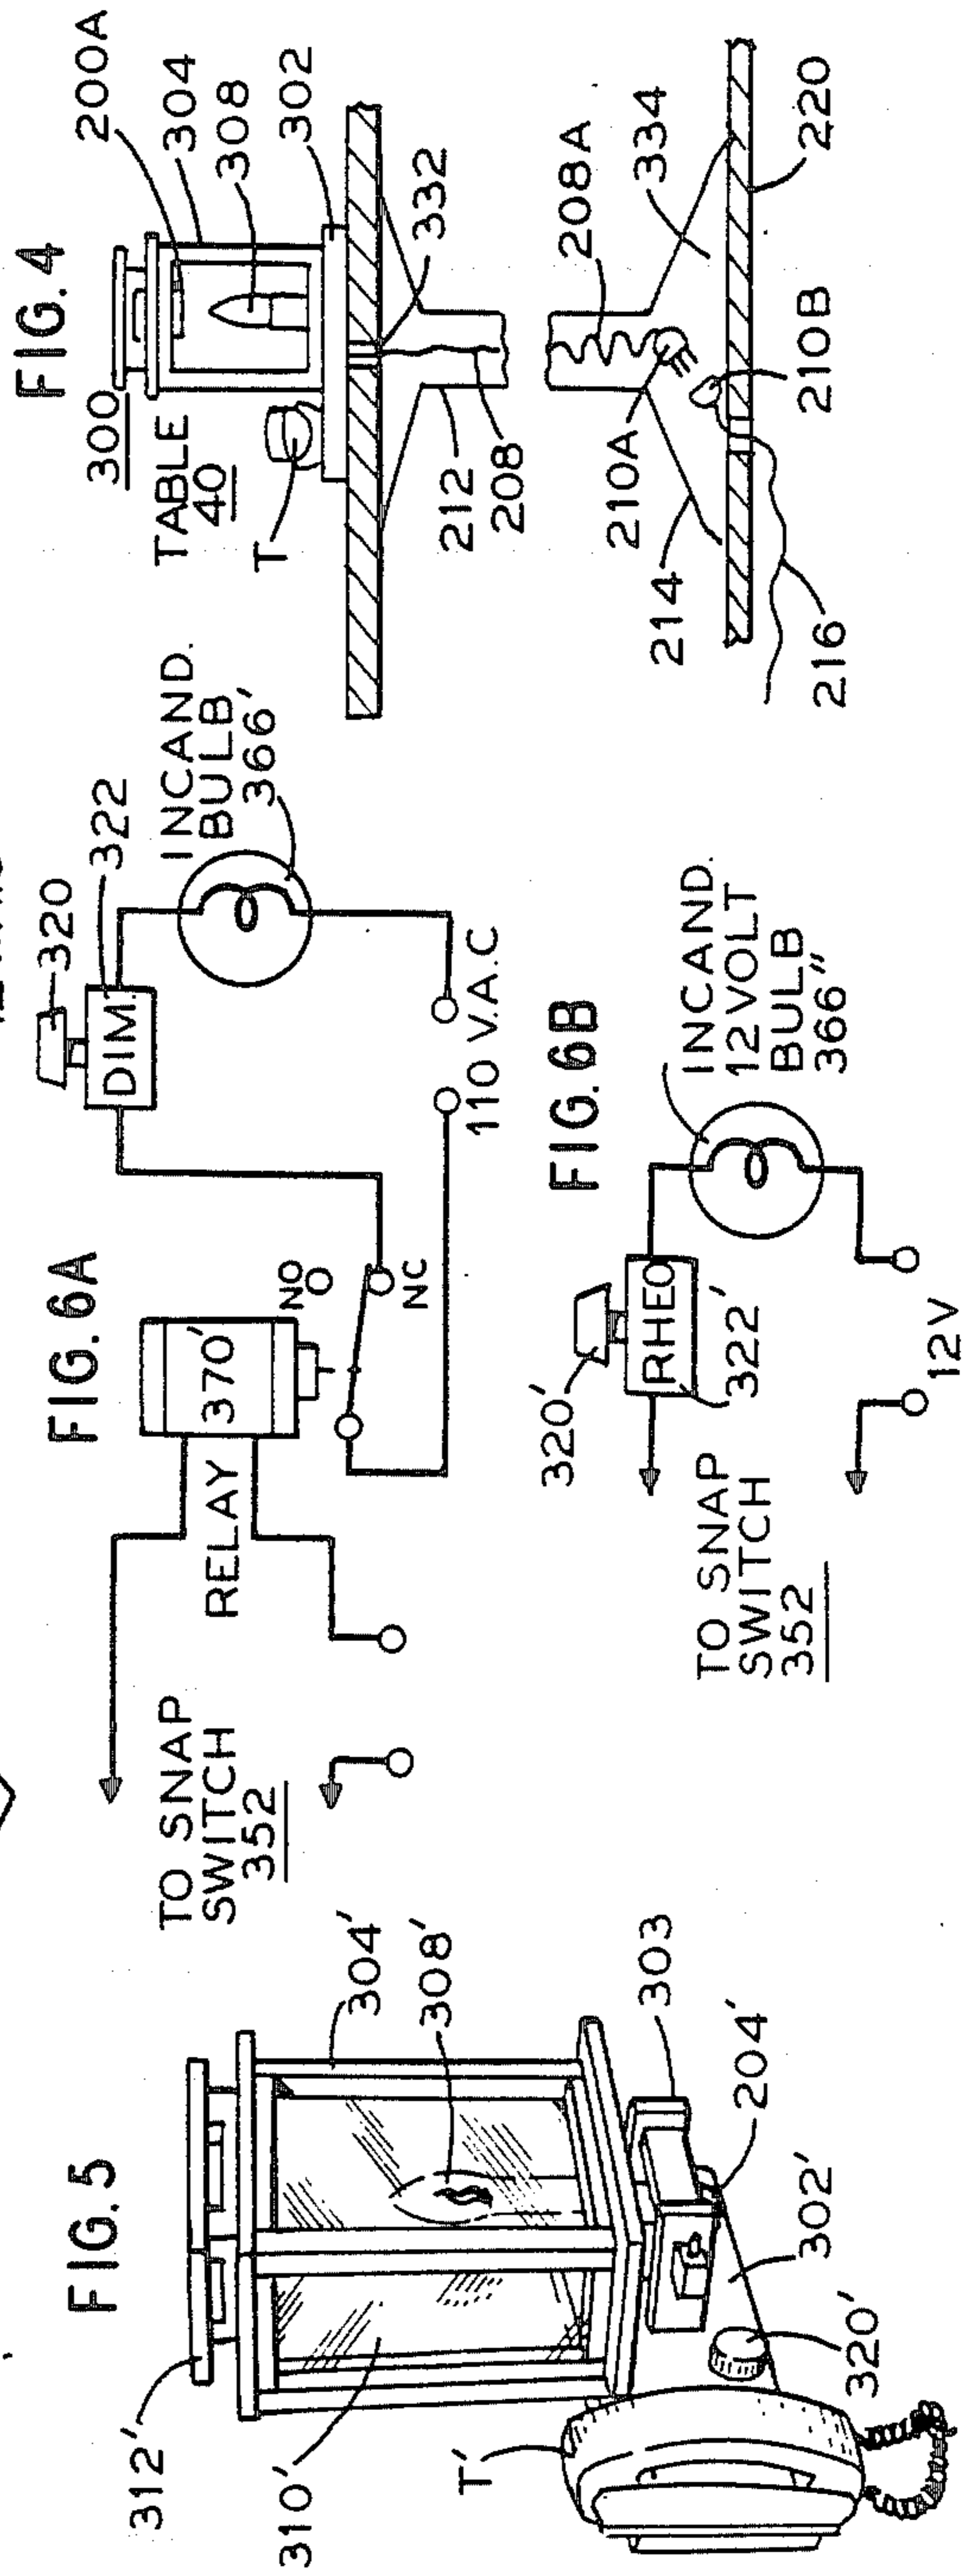 FIG. 4
300
TABLE
40
T
200A
304
308
302
332
212
208
208A
334
210A
210B
214
216
220
FIG. 6A
320
322
DIM.
INCAND.
BULB
366'
110 V.A.C
NO
NC
370'
RELAY
TO SNAP
SWITCH
352
FIG. 6B
320'
RHEO
322'
INCAND.
12 VOLT
BULB
366"
12V
TO SNAP
SWITCH
352
FIG. 5
312'
310'
304'
308'
303
204'
302'
320'
T'